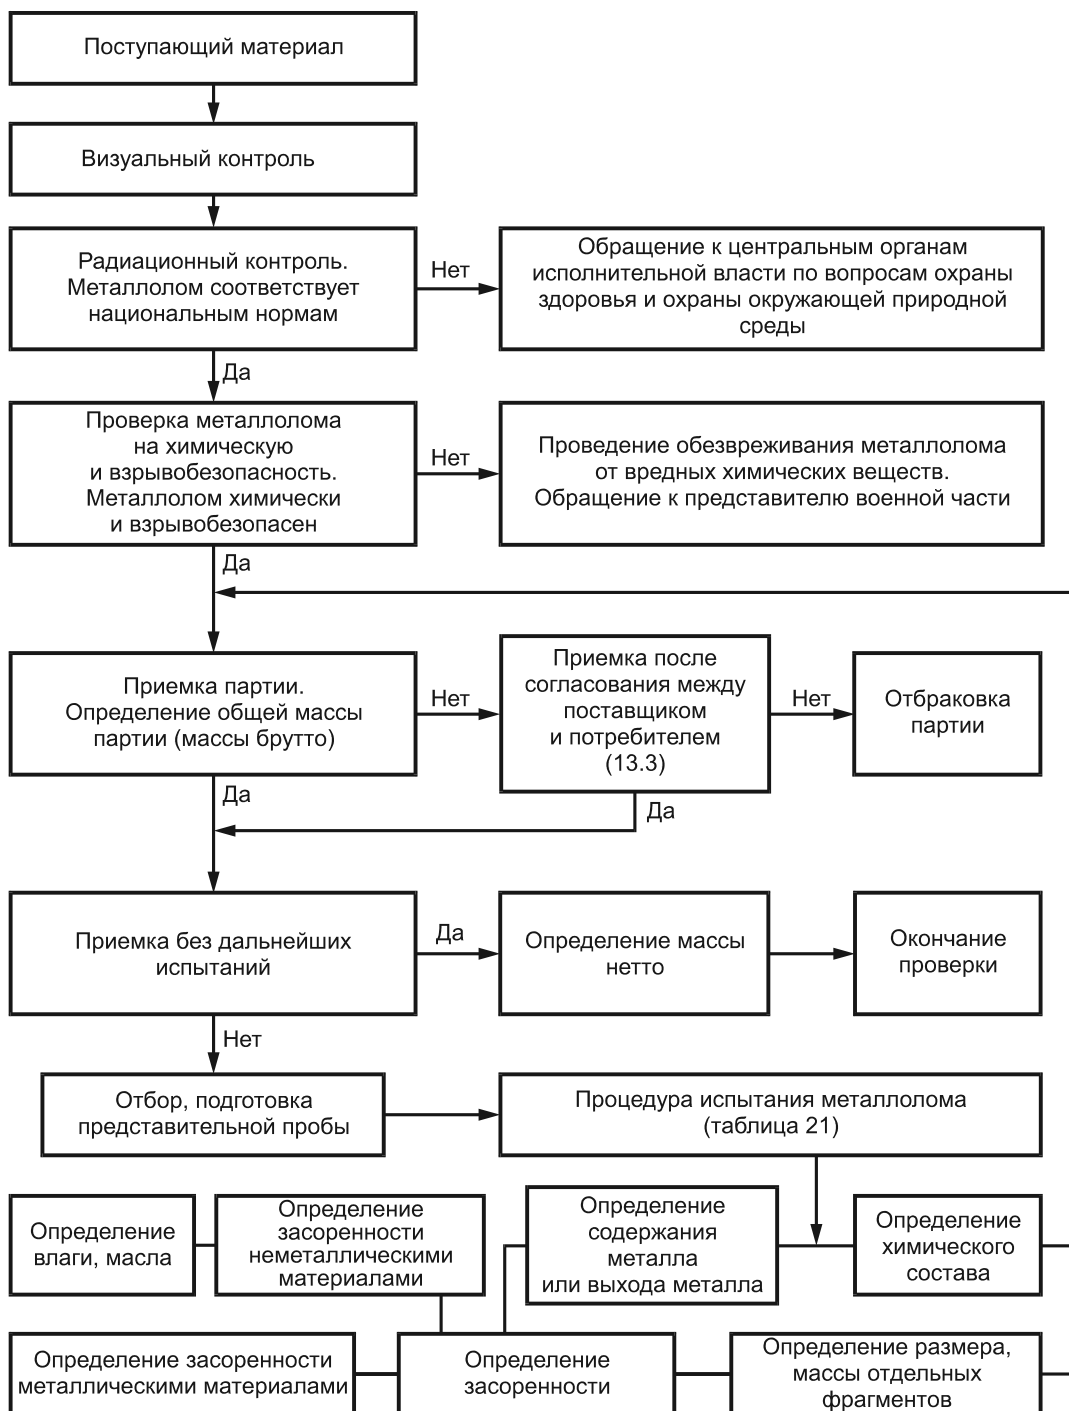 Поступающий материал
Визуальный контроль
Радиационный контроль.
Металлолом соответствует
национальным нормам
Нет
Обращение к центральным органам
исполнительной власти по вопросам охраны
здоровья и охраны окружающей природной
среды
Да
Проверка металлолома
на химическую
и взрывобезопасность.
Металлолом химически
и взрывобезопасен
Нет
Проведение обезвреживания металлолома
от вредных химических веществ.
Обращение к представителю военной части
Да
Приемка партии.
Определение общей массы
партии (массы брутто)
Нет
Приемка после
согласования между
поставщиком
и потребителем
(13.3)
Нет
Отбраковка
партии
Да
Да
Приемка без дальнейших
испытаний
Да
Определение массы
нетто
Окончание
проверки
Нет
Отбор, подготовка
представительной пробы
Процедура испытания металлолома
(таблица 21)
Определение
влаги, масла
Определение
засоренности
неметаллическими
материалами
Определение
содержания
металла
или выхода металла
Определение
химического
состава
Определение засоренности
металлическими материалами
Определение
засоренности
Определение размера,
массы отдельных
фрагментов